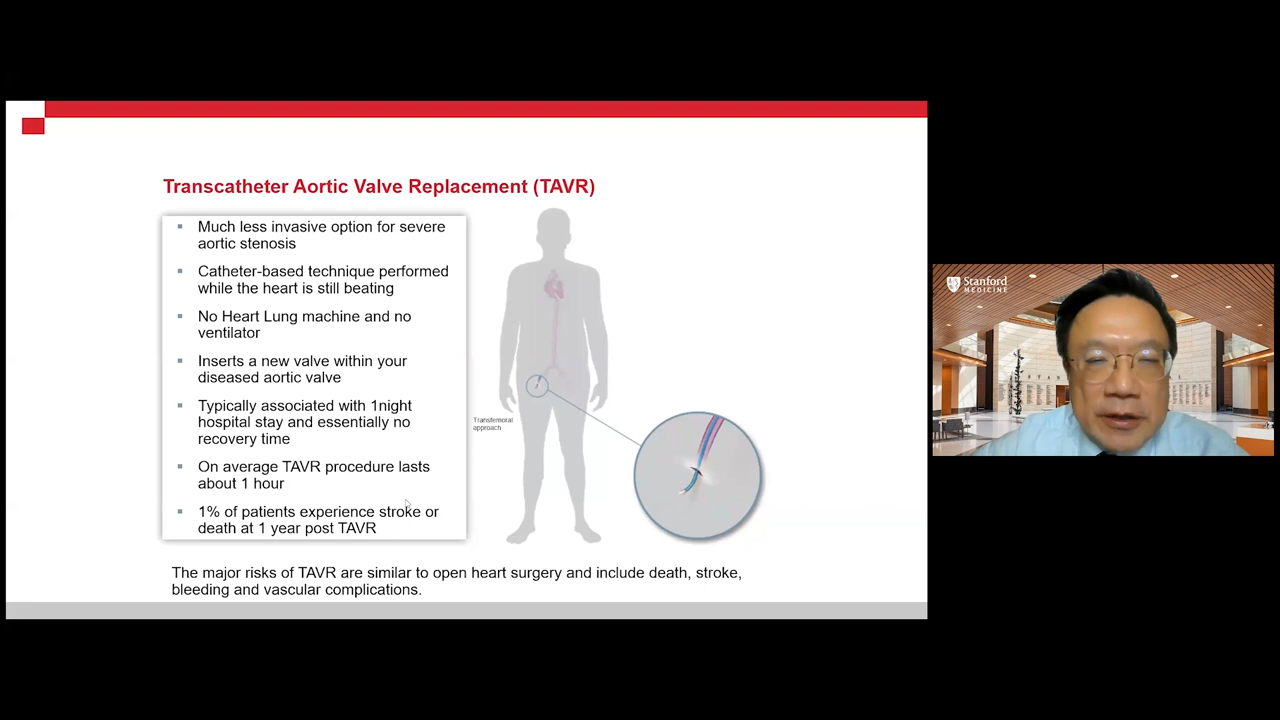 Transcatheter Aortic Valve Replacement (TAVR)
Much less invasive option for severe
aortic stenosis
Catheter-based technique performed
while the heart is still beating
No Heart Lung machine and no
ventilator
Inserts a new valve within your
diseased aortic valve
Typically associated with 1night
hospital stay and essentially no
recovery time
On average TAVR procedure lasts
about 1 hour
1% of patients experience stroke or
death at 1 year post TAVR
Transfemoral
approach
The major risks of TAVR are similar to open heart surgery and include death, stroke,
bleeding and vascular complications.
Stanford
MEDICINE